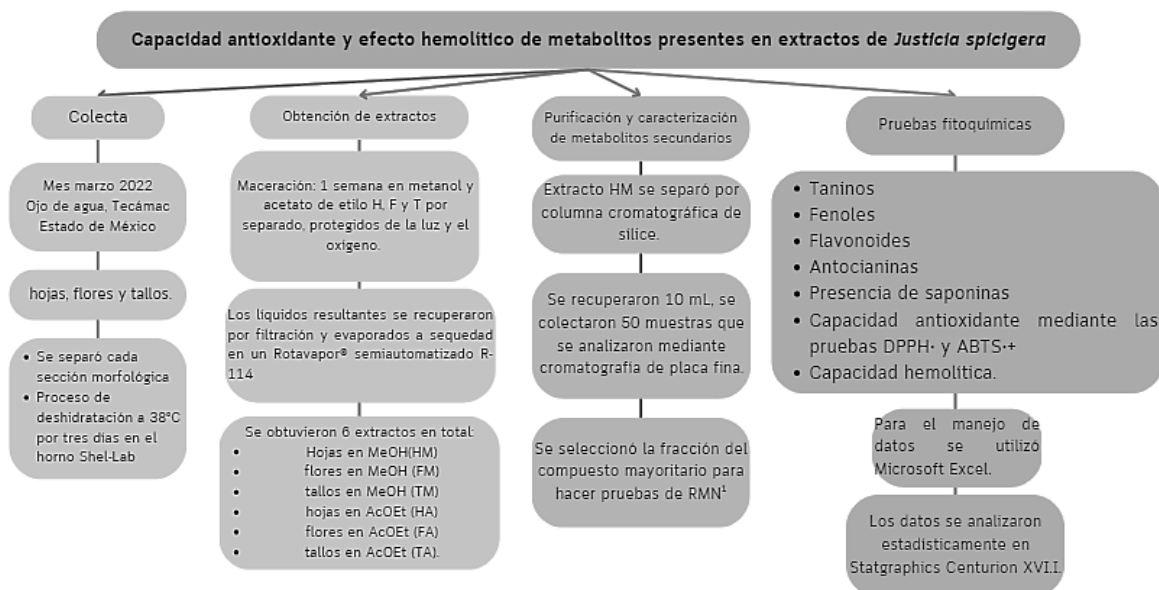 Capacidad antioxidante y efecto hemolítico de metabolitos presentes en extractos de Justicia spicigera
Colecta
Mes marzo 2022
Ojo de agua, Tecámac
Estado de México
hojas, flores y tallos.
• Se separó cada
sección morfológica
• Proceso de
deshidratación a 38°C
por tres días en el
horno Shel-Lab
Obtención de extractos
Maceración: 1 semana en metanol y
acetato de etilo H, F y T por
separado, protegidos de la luz y el
oxígeno.
Los líquidos resultantes se recuperaron
por filtración y evaporados a sequedad
en un Rotavapor® semiautomatizado R-
114
Se obtuvieron 6 extractos en total:
• Hojas en MeOH(HM)
• flores en MeOH (FM)
• tallos en MeOH (TM)
• hojas en AcOEt (HA)
• flores en AcOEt (FA)
• tallos en AcOEt (TA).
Purificación y caracterización
de metabolitos secundarios
Extracto HM se separó por
columna cromatográfica de
sílice.
Se recuperaron 10 mL, se
colectaron 50 muestras que
se analizaron mediante
cromatografía de placa fina.
Se seleccionó la fracción del
compuesto mayoritario para
hacer pruebas de RMN¹
Pruebas fitoquímicas
• Taninos
• Fenoles
• Flavonoides
• Antocianinas
• Presencia de saponinas
• Capacidad antioxidante mediante las
pruebas DPPH· y ABTS·+
• Capacidad hemolítica.
Para el manejo de
datos se utilizó
Microsoft Excel.
Los datos se analizaron
estadísticamente en
Statgraphics Centurion XVI.I.